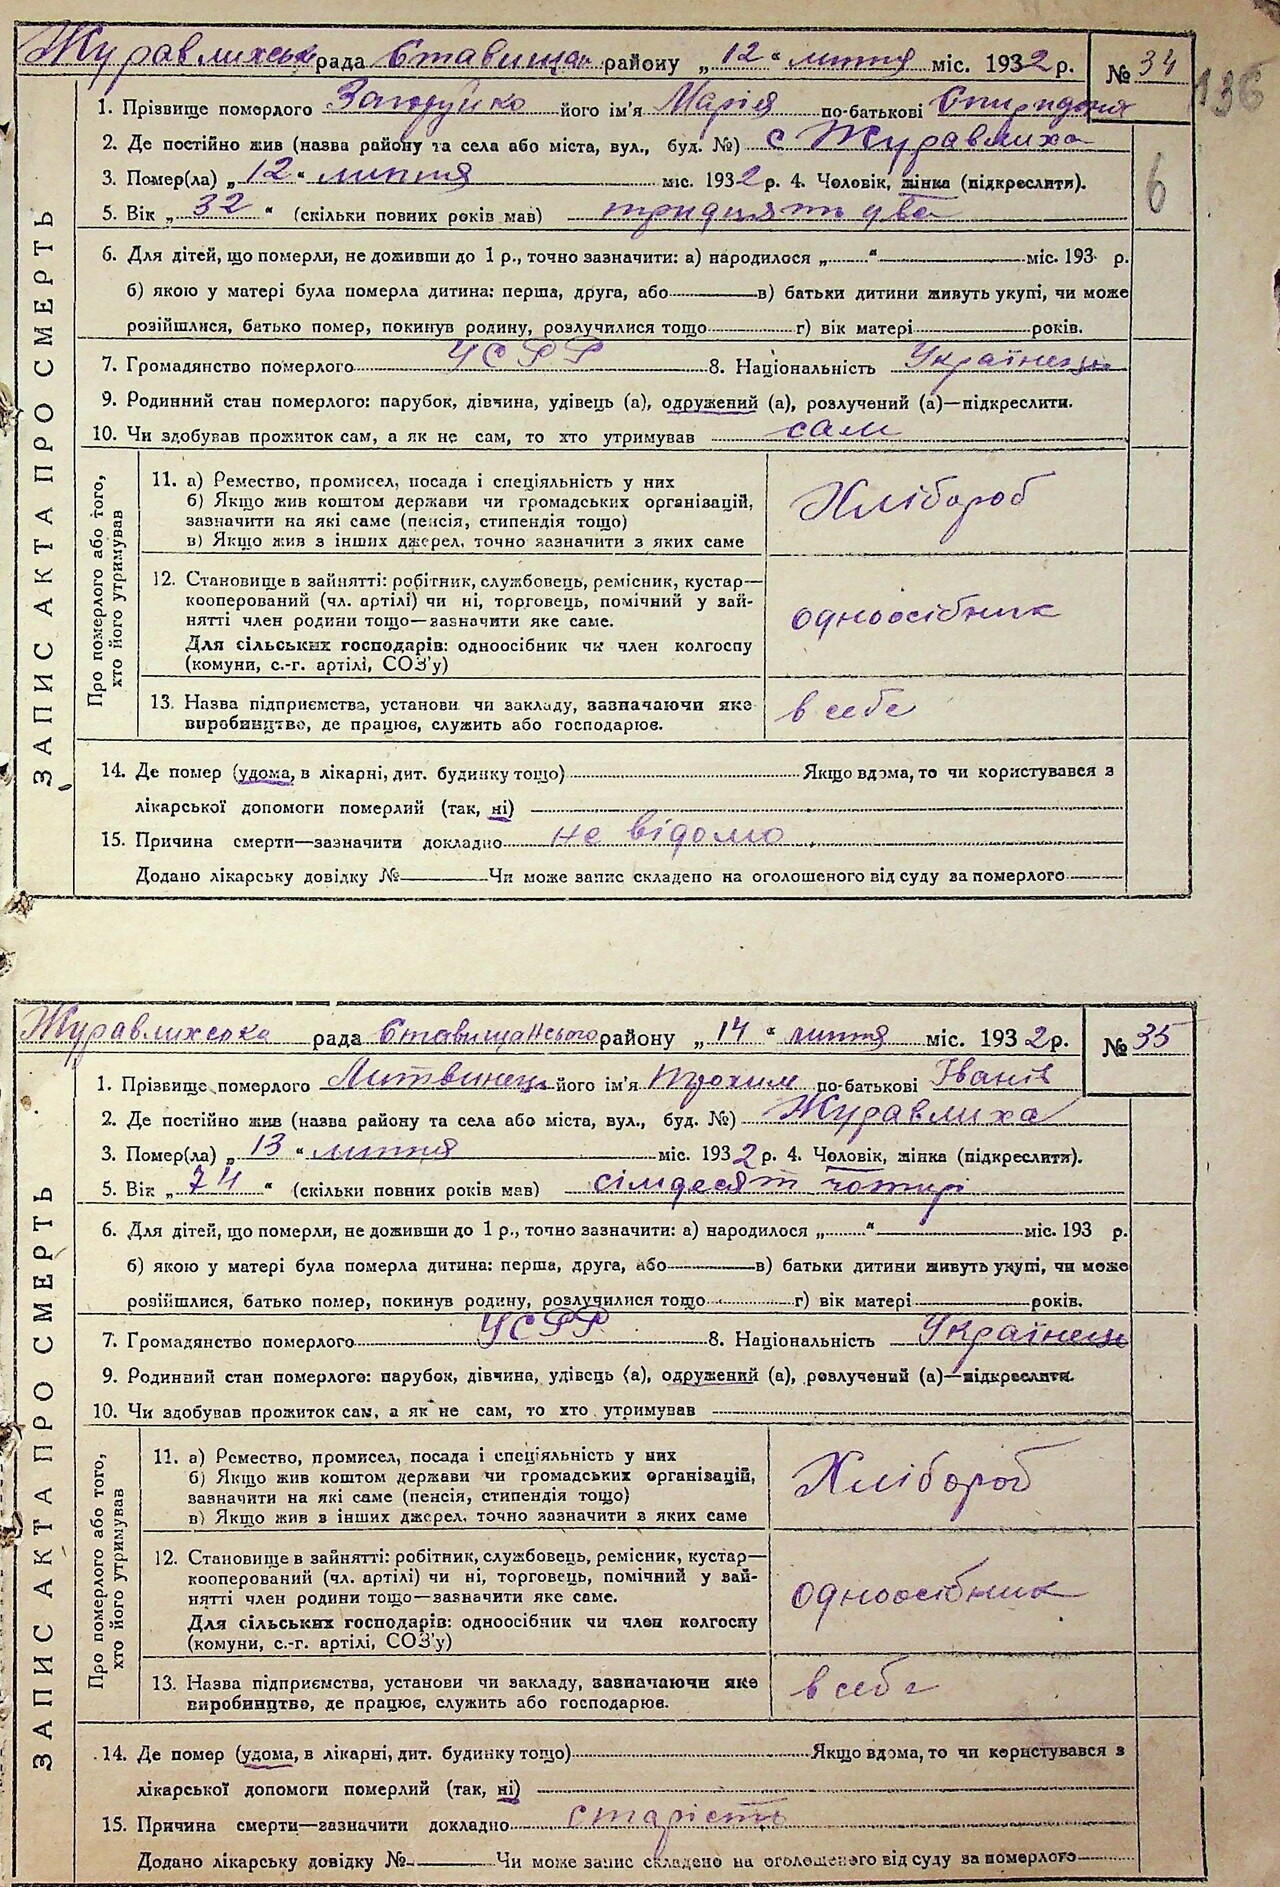 Журавлихськ рада Ставищан району „12“ липня міс. 1932 р. № 34
136
1. Прізвище померлого Загоруйко його ім'я Марія по-батькові Спиридонія
2. Де постійно жив (назва району та села або міста, вул., буд. №) с Журавлиха
3. Помер(ла) „12“ липня міс. 1932 р. 4. Чоловік, жінка (підкреслити).
6
5. Вік „32“ (скільки повних років мав) тридцять два
6. Для дітей, що померли, не доживши до 1 р., точно зазначити: а) народилося „ “ міс. 193 р.
б) якою у матері була померла дитина: перша, друга, або в) батьки дитини живуть укупі, чи може
розійшлися, батько помер, покинув родину, розлучилися тощо г) вік матері років.
7. Громадянство померлого УСРР 8. Національність Українець
9. Родинний стан померлого: парубок, дівчина, удівець (а), одружений (а), розлучений (а)—підкреслити.
10. Чи здобував прожиток сам, а як не сам, то хто утримував сам
ЗАПИС АКТА ПРО СМЕРТЬ
Про померлого або того,
хто його утримував
11. а) Ремество, промисел, посада і спеціяльність у них
б) Якщо жив коштом держави чи громадських організацій,
зазначити на які саме (пенсія, стипендія тощо)
в) Якщо жив з інших джерел, точно зазначити з яких саме
Хлібороб
12. Становище в зайнятті: робітник, службовець, ремісник, кустар—
кооперований (чл. артілі) чи ні, торговець, помічний у зай-
нятті член родини тощо—зазначити яке саме.
Для сільських господарів: одноосібник чи член колгоспу
(комуни, с.-г. артілі, СОЗ'у)
одноосібник
13. Назва підприємства, установи чи закладу, зазначаючи яке
виробництво, де працює, служить або господарює.
в себе
14. Де помер (удома, в лікарні, дит. будинку тощо) Якщо вдома, то чи користувався з
лікарської допомоги померлий (так, ні)
15. Причина смерти—зазначити докладно не відомо
Додано лікарську довідку № Чи може запис складено на оголошеного від суду за померлого
Журавлихська рада Ставищанського району „14“ липня міс. 1932 р. № 35
1. Прізвище померлого Литвинець його ім'я Прохим по-батькові Іванів
2. Де постійно жив (назва району та села або міста, вул., буд. №) Журавлиха
3. Помер(ла) „13“ липня міс. 1932 р. 4. Чоловік, жінка (підкреслити).
5. Вік „74“ (скільки повних років мав) сімдесят чотирі
6. Для дітей, що померли, не доживши до 1 р., точно зазначити: а) народилося „ “ міс. 193 р.
б) якою у матері була померла дитина: перша, друга, або в) батьки дитини живуть укупі, чи може
розійшлися, батько помер, покинув родину, розлучилися тощо г) вік матері років.
7. Громадянство померлого УСРР 8. Національність Українець
9. Родинний стан померлого: парубок, дівчина, удівець (а), одружений (а), розлучений (а)—підкреслити.
10. Чи здобував прожиток сам, а як не сам, то хто утримував
ЗАПИС АКТА ПРО СМЕРТЬ
Про померлого або того,
хто його утримував
11. а) Ремество, промисел, посада і спеціяльність у них
б) Якщо жив коштом держави чи громадських організацій,
зазначити на які саме (пенсія, стипендія тощо)
в) Якщо жив з інших джерел, точно зазначити з яких саме
Хлібороб
12. Становище в зайнятті: робітник, службовець, ремісник, кустар—
кооперований (чл. артілі) чи ні, торговець, помічний у зай-
нятті член родини тощо—зазначити яке саме.
Для сільських господарів: одноосібник чи член колгоспу
(комуни, с.-г. артілі, СОЗ'у)
одноосібник
13. Назва підприємства, установи чи закладу, зазначаючи яке
виробництво, де працює, служить або господарює.
в себе
14. Де помер (удома, в лікарні, дит. будинку тощо) Якщо вдома, то чи користувався з
лікарської допомоги померлий (так, ні)
15. Причина смерти—зазначити докладно старість
Додано лікарську довідку № Чи може запис складено на оголошеного від суду за померлого